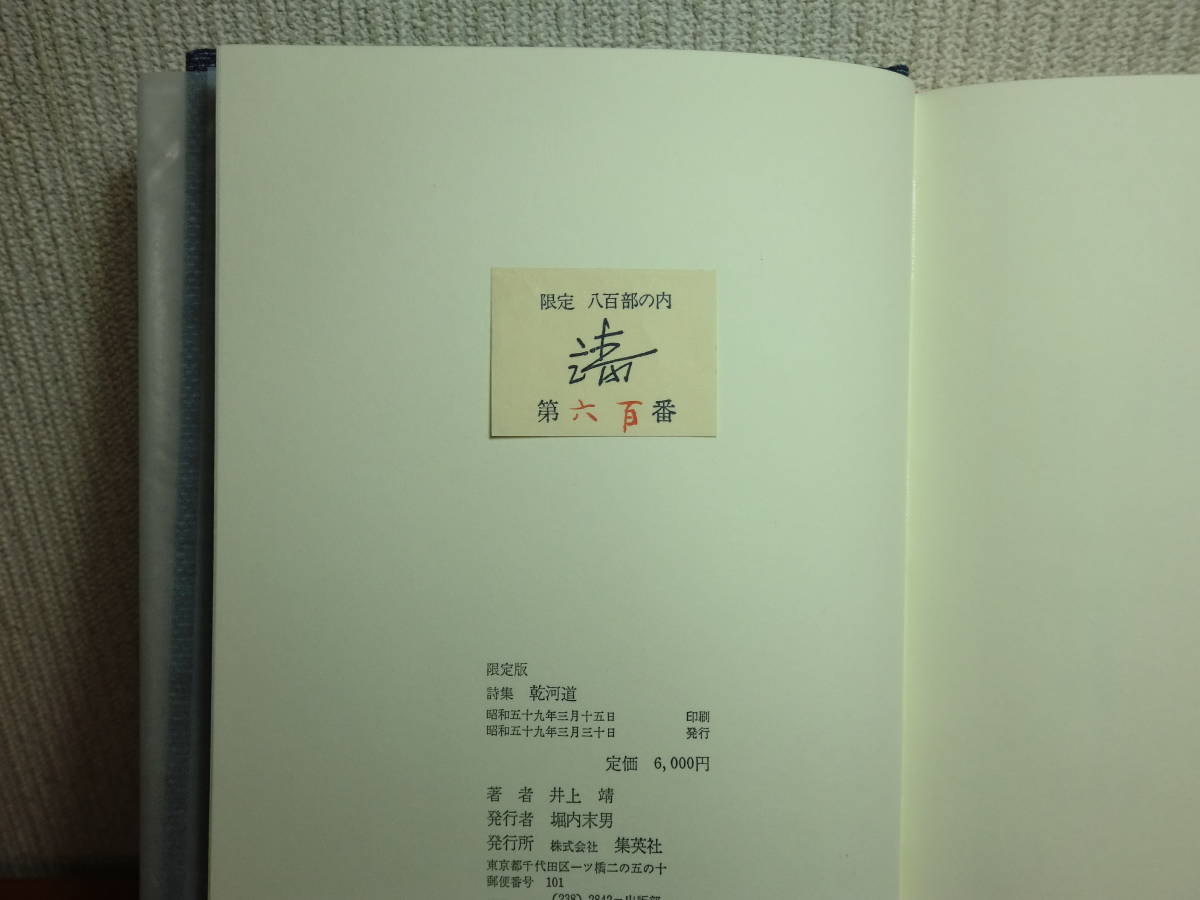 限定 八百部の内
靖
第六百番
限定版
詩集 乾河道
昭和五十九年三月十五日 印刷
昭和五十九年三月三十日 発行
定価 6,000円
著者 井上靖
発行者 堀内末男
発行所 株式会社 集英社
東京都千代田区一ツ橋二の五の十
郵便番号 101
(238) 2842=出版部